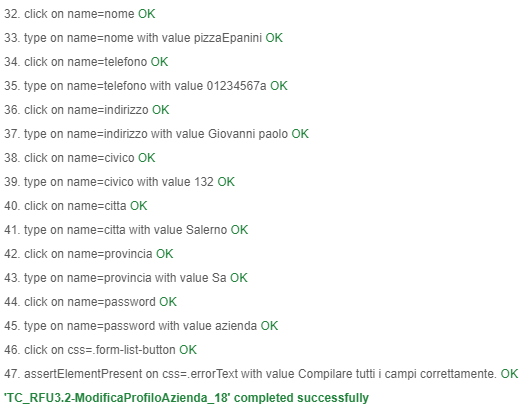 32. click on name=nome OK
33. type on name=nome with value pizzaEpanini OK
34. click on name=telefono OK
35. type on name=telefono with value 01234567a OK
36. click on name=indirizzo OK
37. type on name=indirizzo with value Giovanni paolo OK
38. click on name=civico OK
39. type on name=civico with value 132 OK
40. click on name=citta OK
41. type on name=citta with value Salerno OK
42. click on name=provincia OK
43. type on name=provincia with value Sa OK
44. click on name=password OK
45. type on name=password with value azienda OK
46. click on css=.form-list-button OK
47. assertElementPresent on css=.errorText with value Compilare tutti i campi correttamente. OK
'TC_RFU3.2-ModificaProfiloAzienda_18' completed successfully